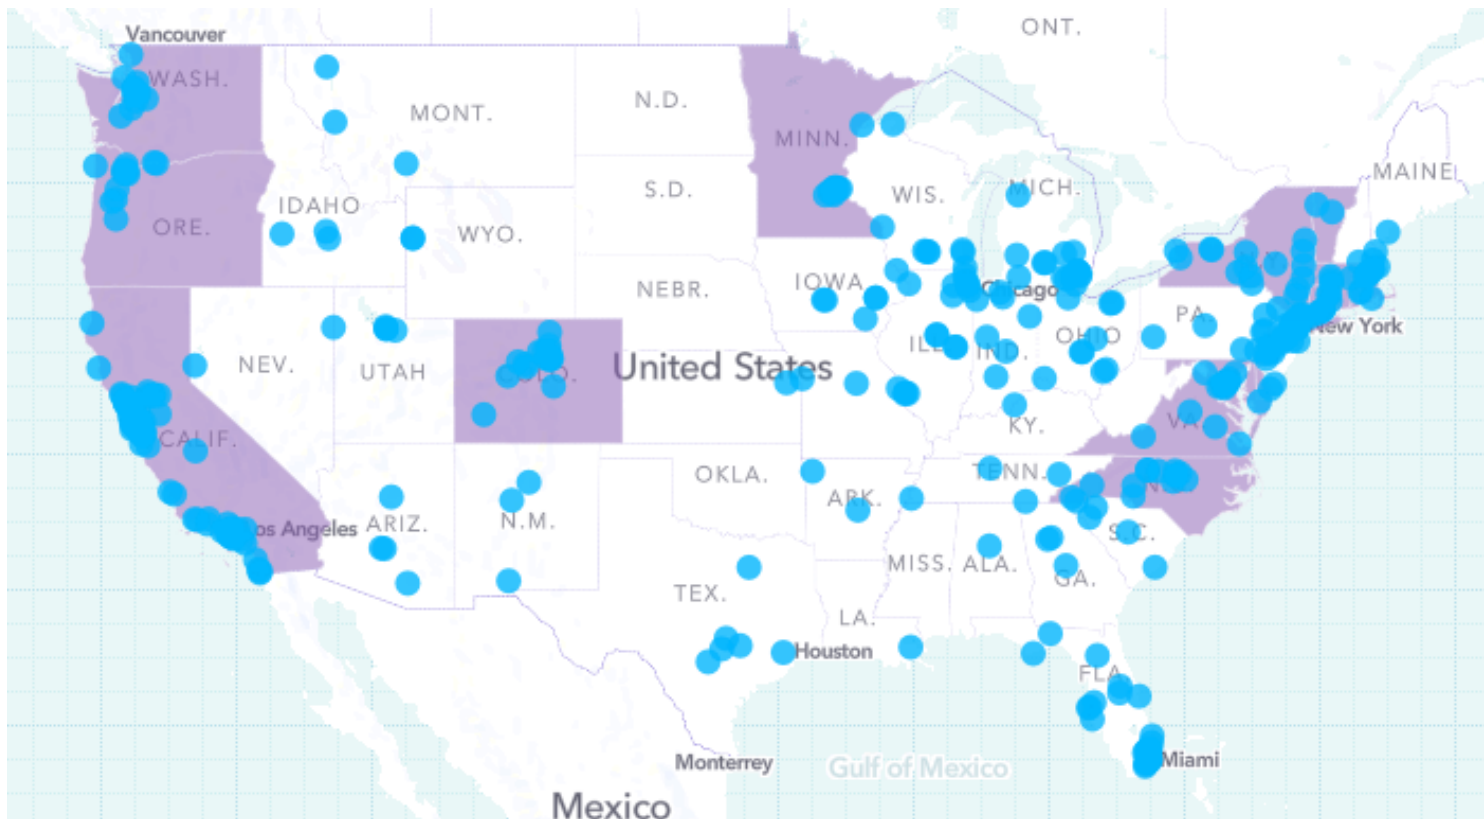 ONT.
Vancouver
WASH.
MONT.
N.D.
MINN.
MAINE
S.D.
WIS.
MICH.
IDAHO
ORE.
WYO.
IOWA
NEBR.
Chicago
PA.
New York
OHIO
ILL.
IND.
NEV.
UTAH
COLO.
United States
KY.
VA.
CALIF.
OKLA.
TENN.
ARK.
Los Angeles
ARIZ.
N.M.
S.C.
MISS.
ALA.
GA.
TEX.
LA.
Houston
FLA.
Monterrey
Gulf of Mexico
Miami
Mexico